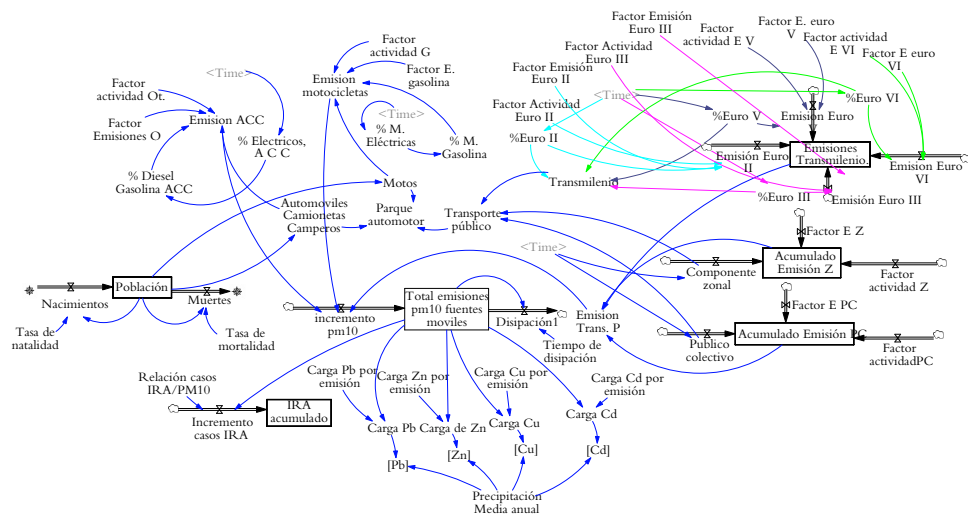 Factor
actividad G
Factor Emisión
Euro III
Factor
actividad E V
Factor E. euro
V
Factor actividad
E VI
Factor E euro
VI
Factor Actividad
Euro III
Factor Emisión
Euro II
Factor Actividad
Euro II
<Time>
Factor
actividad Ot.
Emision
motocicletas
Factor E.
gasolina
<Time>
%Euro VI
%Euro V
Emisión Euro
Factor
Emisiones O
Emision ACC
<Time>
% M.
Eléctricas
% M.
Gasolina
%Euro II
% Electricos,
A C C
Emisiones
Transmilenio.
Emisión Euro
II
Emisión Euro
VI
% Diesel
Gasolina ACC
Motos
Transmilenio
%Euro III
Emisión Euro III
Automoviles
Camionetas
Camperos
Parque
automotor
Transporte
público
Factor E Z
<Time>
Acumulado
Emisión Z
Componente
zonal
Factor
actividad Z
Población
Nacimientos
Muertes
Tasa de
natalidad
Tasa de
mortalidad
incremento
pm10
Total emisiones
pm10 fuentes
moviles
Disipación1
Tiempo de
disipación
Emision
Trans. P
Factor E PC
Publico
colectivo
Acumulado Emisión PC
Factor
actividadPC
Relación casos
IRA/PM10
Incremento
casos IRA
IRA
acumulado
Carga Pb por
emisión
Carga Zn por
emisión
Carga Cu por
emisión
Carga Cd por
emisión
Carga Pb
Carga de Zn
Carga Cu
Carga Cd
[Pb]
[Zn]
[Cu]
[Cd]
Precipitación
Media anual